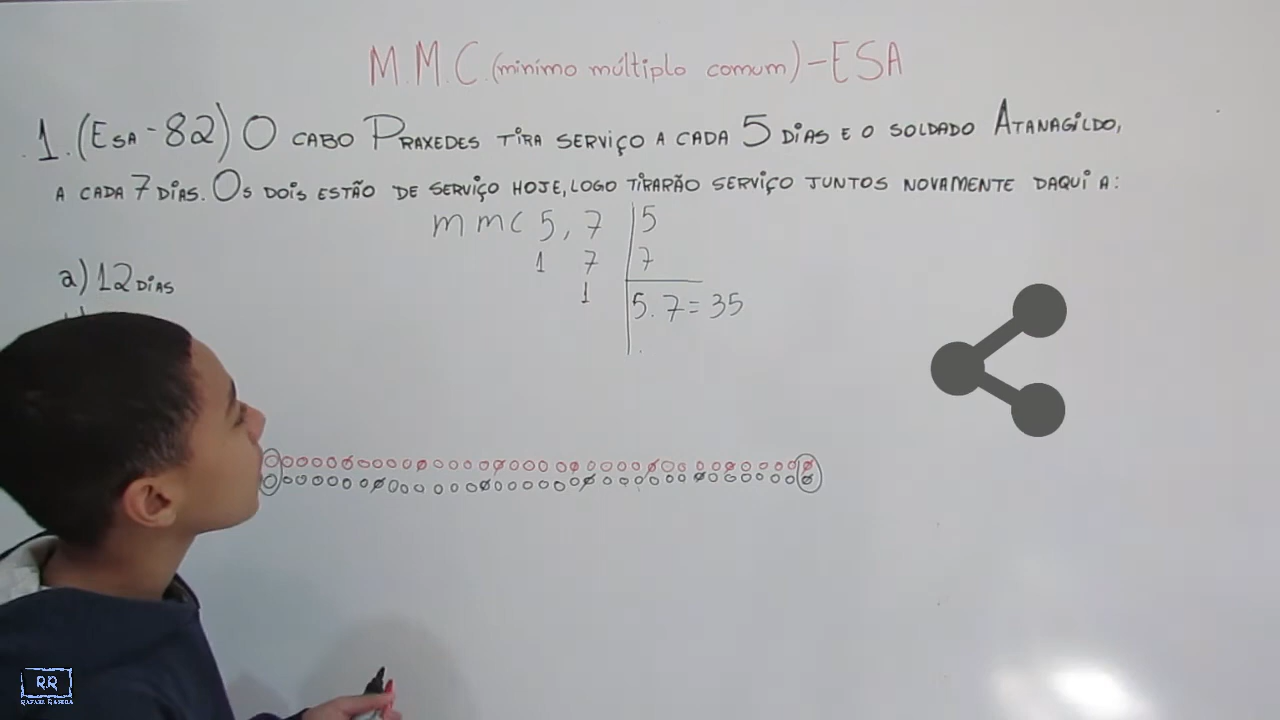 M.M.C.(mínimo múltiplo comum)-ESA
1. (ESA-82) O CABO PRAXEDES TIRA SERVIÇO A CADA 5 DIAS E O SOLDADO ATANAGILDO,
A CADA 7 DIAS. OS DOIS ESTÃO DE SERVIÇO HOJE, LOGO TIRARÃO SERVIÇO JUNTOS NOVAMENTE DAQUI A:
mmc 5, 7 | 5
1 7 | 7
1 | 5.7=35
a) 12 DIAS
RR
RAFAEL RAMEDA